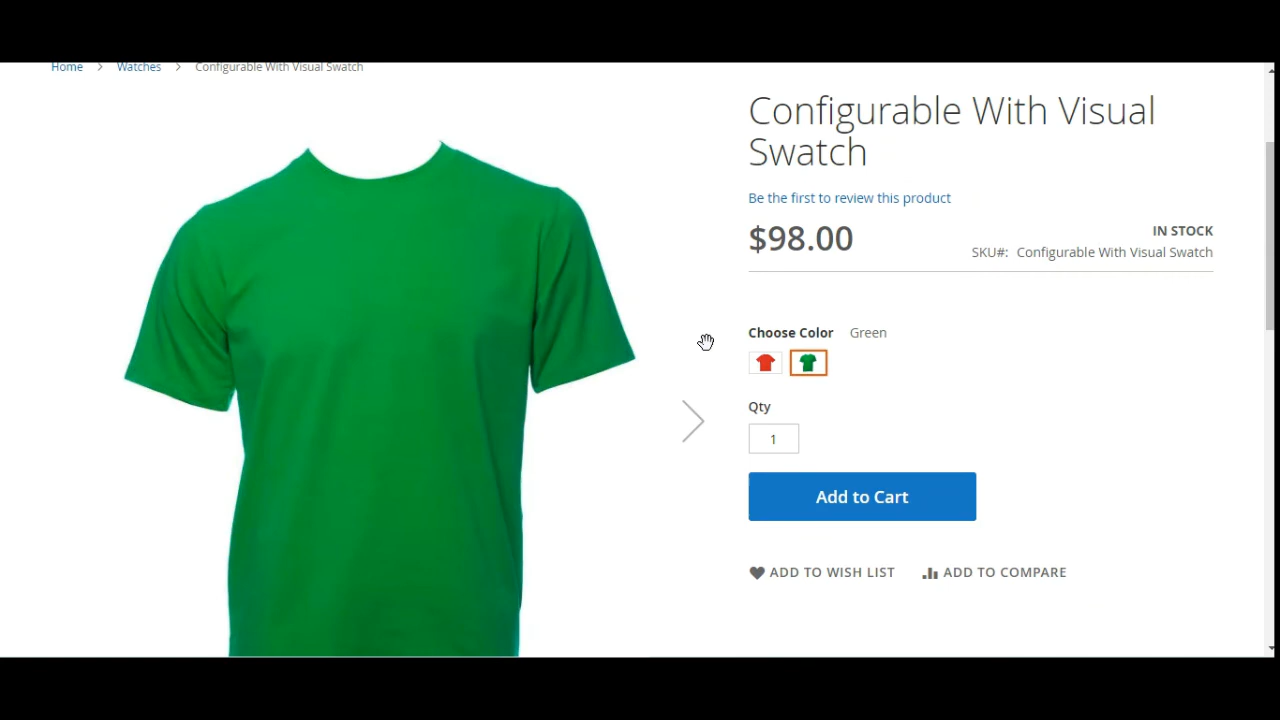 Home > Watches > Configurable With Visual Swatch
Configurable With Visual
Swatch
Be the first to review this product
$98.00
IN STOCK
SKU#: Configurable With Visual Swatch
Choose Color Green
Qty
1
Add to Cart
ADD TO WISH LIST ADD TO COMPARE